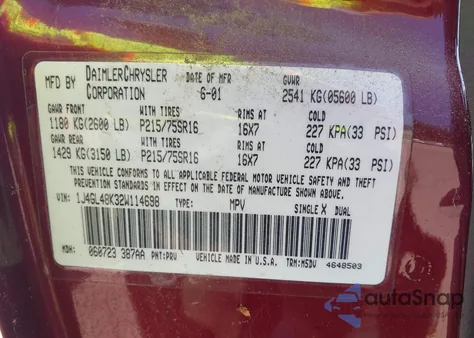 MFD BY DAIMLERCHRYSLER CORPORATION DATE OF MFR 6-01 GVWR 2541 KG(05600 LB)
GAWR FRONT WITH TIRES RIMS AT COLD
1180 KG(2600 LB) P215/75SR16 16X7 227 KPA(33 PSI)
GAWR REAR WITH TIRES RIMS AT COLD
1429 KG(3150 LB) P215/75SR16 16X7 227 KPA(33 PSI)
THIS VEHICLE CONFORMS TO ALL APPLICABLE FEDERAL MOTOR VEHICLE SAFETY AND THEFT
PREVENTION STANDARDS IN EFFECT ON THE DATE OF MANUFACTURE SHOWN ABOVE.
VIN: 1J4GL48K32W114698 TYPE: MPV SINGLE X DUAL
MDH: 060723 387AA PNT:PRV VEHICLE MADE IN U.S.A. TRM:M5DV 4648503
autoSnap